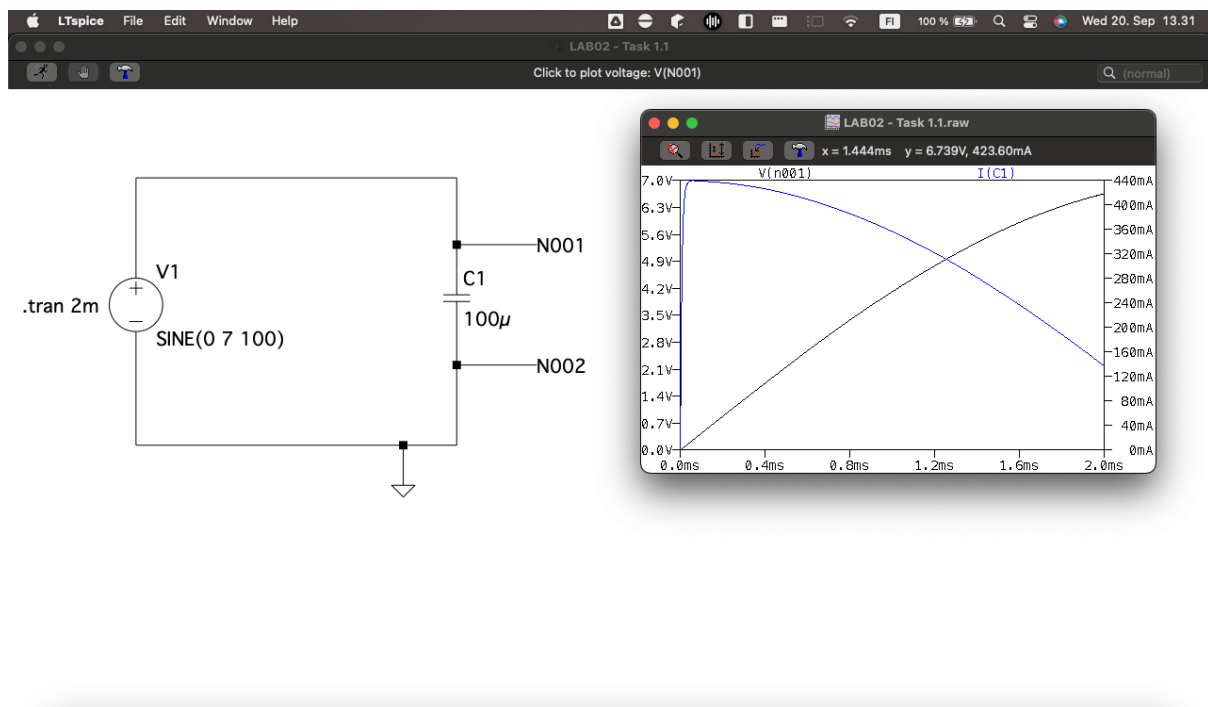 LTspice File Edit Window Help FI 100 % Wed 20. Sep 13.31
LAB02 - Task 1.1
Click to plot voltage: V(N001)
(normal)
V1
.tran 2m
SINE(0 7 100)
N001
C1
100µ
N002
LAB02 - Task 1.1.raw
x = 1.444ms y = 6.739V, 423.60mA
V(n001) I(C1)
7.0V 440mA
6.3V 400mA
5.6V 360mA
4.9V 320mA
4.2V 280mA
3.5V 240mA
2.8V 200mA
2.1V 160mA
1.4V 120mA
0.7V 80mA
0.0V 40mA
0mA
0.0ms 0.4ms 0.8ms 1.2ms 1.6ms 2.0ms